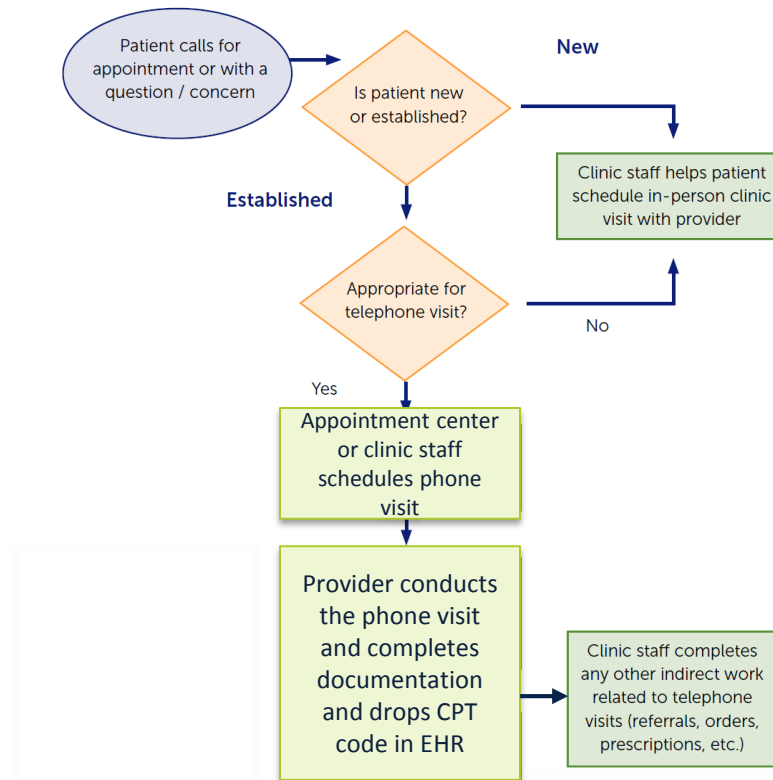 Patient calls for
appointment or with a
question / concern
New
Is patient new
or established?
Clinic staff helps patient
schedule in-person clinic
visit with provider
Established
Appropriate for
telephone visit?
No
Yes
Appointment center
or clinic staff
schedules phone
visit
Provider conducts
the phone visit
and completes
documentation
and drops CPT
code in EHR
Clinic staff completes
any other indirect work
related to telephone
visits (referrals, orders,
prescriptions, etc.)